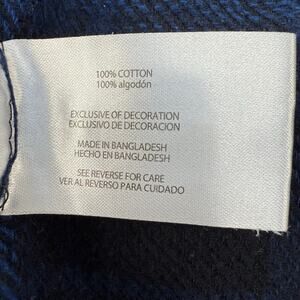 100% COTTON
100% algodón
EXCLUSIVE OF DECORATION
EXCLUSIVO DE DECORACION
MADE IN BANGLADESH
HECHO EN BANGLADESH
SEE REVERSE FOR CARE
VER AL REVERSO PARA CUIDADO